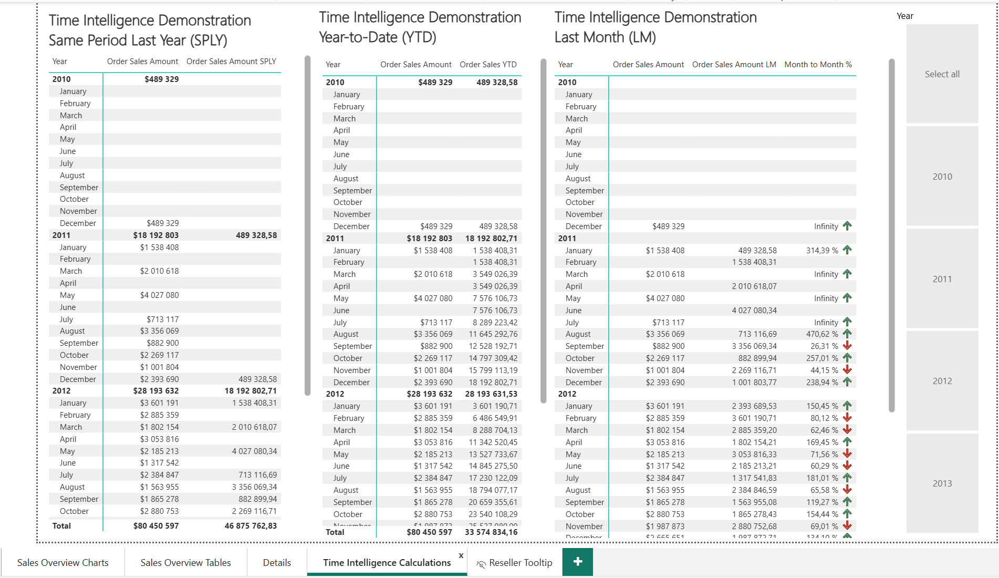 Time Intelligence Demonstration
Same Period Last Year (SPLY)
Year Order Sales Amount Order Sales Amount SPLY
2010 $489 329
January
February
March
April
May
June
July
August
September
October
November
December $489 329
2011 $18 192 803 489 328,58
January $1 538 408
February
March $2 010 618
April
May $4 027 080
June
July $713 117
August $3 356 069
September $882 900
October $2 269 117
November $1 001 804
December $2 393 690 489 328,58
2012 $28 193 632 18 192 802,71
January $3 601 191 1 538 408,31
February $2 885 359
March $1 802 154 2 010 618,07
April $3 053 816
May $2 185 213 4 027 080,34
June $1 317 542
July $2 384 847 713 116,69
August $1 563 955 3 356 069,34
September $1 865 278 882 899,94
October $2 880 753 2 269 116,71
Total $80 450 597 46 875 762,83
Time Intelligence Demonstration
Year-to-Date (YTD)
Year Order Sales Amount Order Sales YTD
2010 $489 329 489 328,58
January
February
March
April
May
June
July
August
September
October
November
December $489 329 489 328,58
2011 $18 192 803 18 192 802,71
January $1 538 408 1 538 408,31
February 1 538 408,31
March $2 010 618 3 549 026,39
April 3 549 026,39
May $4 027 080 7 576 106,73
June 7 576 106,73
July $713 117 8 289 223,42
August $3 356 069 11 645 292,76
September $882 900 12 528 192,71
October $2 269 117 14 797 309,42
November $1 001 804 15 799 113,19
December $2 393 690 18 192 802,71
2012 $28 193 632 28 193 631,53
January $3 601 191 3 601 190,71
February $2 885 359 6 486 549,91
March $1 802 154 8 288 704,13
April $3 053 816 11 342 520,45
May $2 185 213 13 527 733,67
June $1 317 542 14 845 275,50
July $2 384 847 17 230 122,09
August $1 563 955 18 794 077,17
September $1 865 278 20 659 355,61
October $2 880 753 23 540 108,29
November
Total $80 450 597 33 574 834,16
Time Intelligence Demonstration
Last Month (LM)
Year Order Sales Amount Order Sales Amount LM Month to Month %
2010
January
February
March
April
May
June
July
August
September
October
November
December $489 329 Infinity
2011
January $1 538 408 489 328,58 314,39 %
February 1 538 408,31
March $2 010 618 Infinity
April 2 010 618,07
May $4 027 080 Infinity
June 4 027 080,34
July $713 117 Infinity
August $3 356 069 713 116,69 470,62 %
September $882 900 3 356 069,34 26,31 %
October $2 269 117 882 899,94 257,01 %
November $1 001 804 2 269 116,71 44,15 %
December $2 393 690 1 001 803,77 238,94 %
2012
January $3 601 191 2 393 689,53 150,45 %
February $2 885 359 3 601 190,71 80,12 %
March $1 802 154 2 885 359,20 62,46 %
April $3 053 816 1 802 154,21 169,45 %
May $2 185 213 3 053 816,33 71,56 %
June $1 317 542 2 185 213,21 60,29 %
July $2 384 847 1 317 541,83 181,01 %
August $1 563 955 2 384 846,59 65,58 %
September $1 865 278 1 563 955,08 119,27 %
October $2 880 753 1 865 278,43 154,44 %
November $1 987 873 2 880 752,68 69,01 %
December
Year
Select all
2010
2011
2012
2013
Sales Overview Charts
Sales Overview Tables
Details
Time Intelligence Calculations x
Reseller Tooltip
+